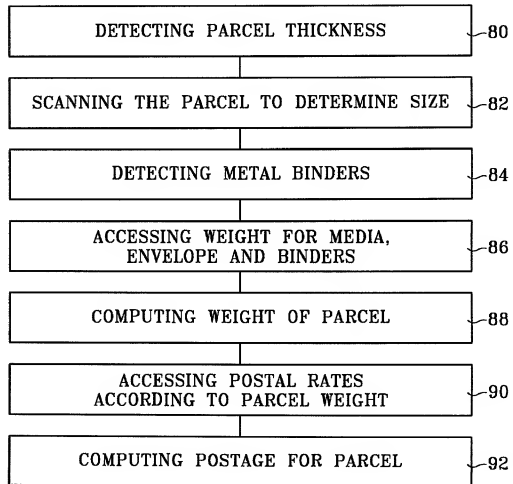 DETECTING PARCEL THICKNESS 80
SCANNING THE PARCEL TO DETERMINE SIZE 82
DETECTING METAL BINDERS 84
ACCESSING WEIGHT FOR MEDIA,
ENVELOPE AND BINDERS 86
COMPUTING WEIGHT OF PARCEL 88
ACCESSING POSTAL RATES
ACCORDING TO PARCEL WEIGHT 90
COMPUTING POSTAGE FOR PARCEL 92